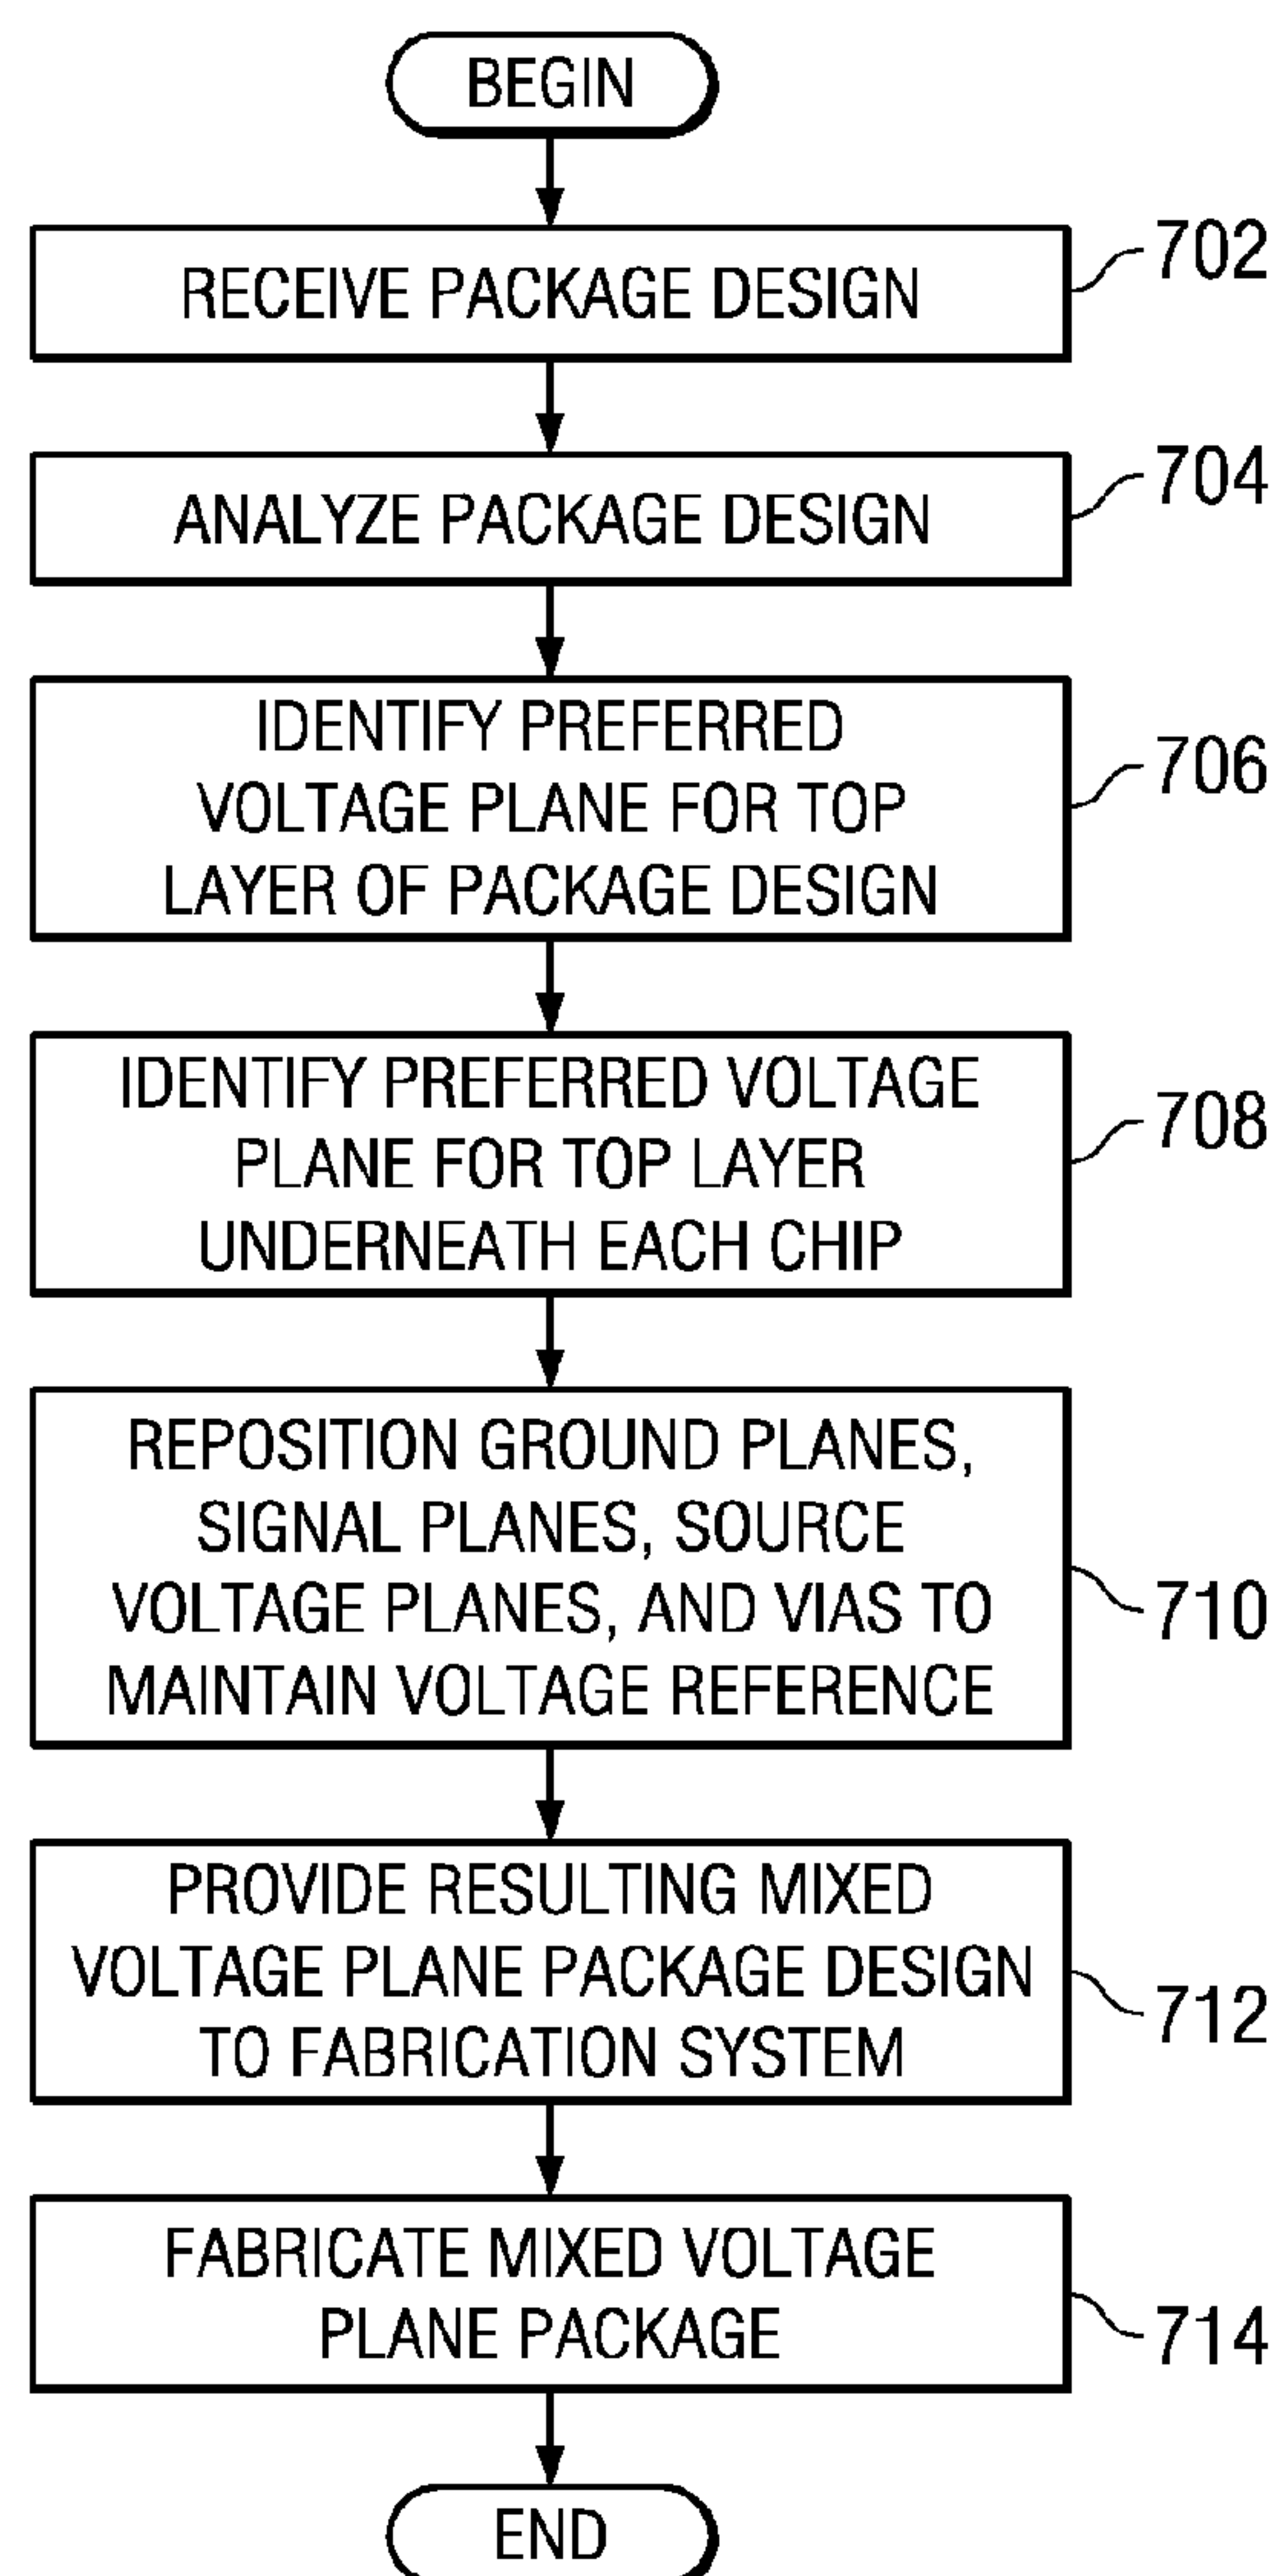 BEGIN
RECEIVE PACKAGE DESIGN
702
ANALYZE PACKAGE DESIGN
704
IDENTIFY PREFERRED
VOLTAGE PLANE FOR TOP
LAYER OF PACKAGE DESIGN
706
IDENTIFY PREFERRED VOLTAGE
PLANE FOR TOP LAYER
UNDERNEATH EACH CHIP
708
REPOSITION GROUND PLANES,
SIGNAL PLANES, SOURCE
VOLTAGE PLANES, AND VIAS TO
MAINTAIN VOLTAGE REFERENCE
710
PROVIDE RESULTING MIXED
VOLTAGE PLANE PACKAGE DESIGN
TO FABRICATION SYSTEM
712
FABRICATE MIXED VOLTAGE
PLANE PACKAGE
714
END